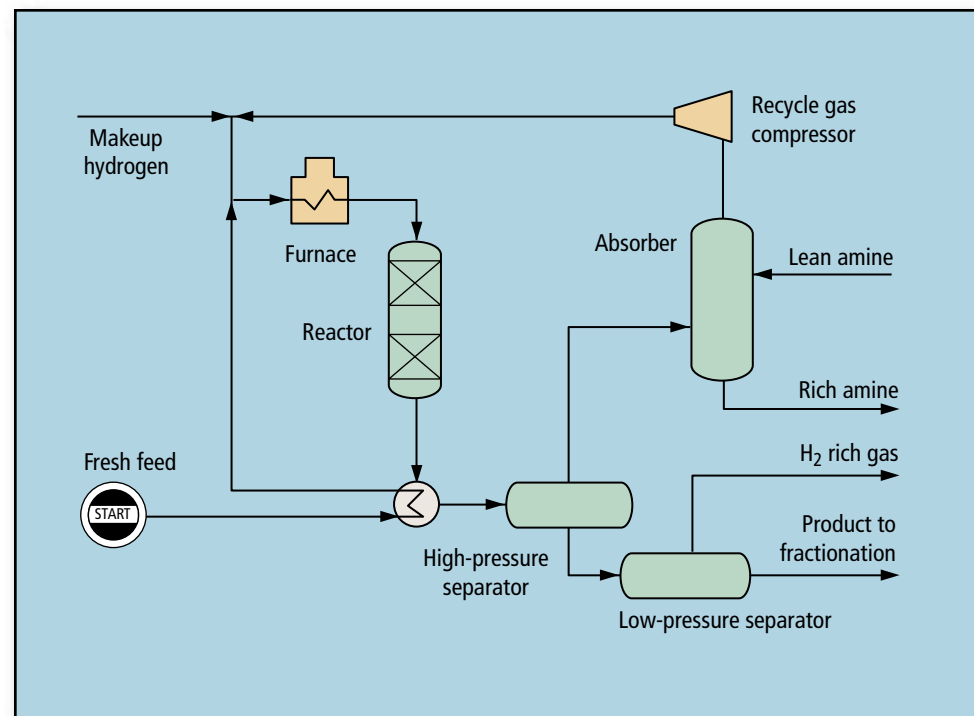 Makeup
hydrogen
Recycle gas
compressor
Furnace
Absorber
Lean amine
Reactor
Rich amine
Fresh feed
START
H₂ rich gas
High-pressure
separator
Product to
fractionation
Low-pressure separator